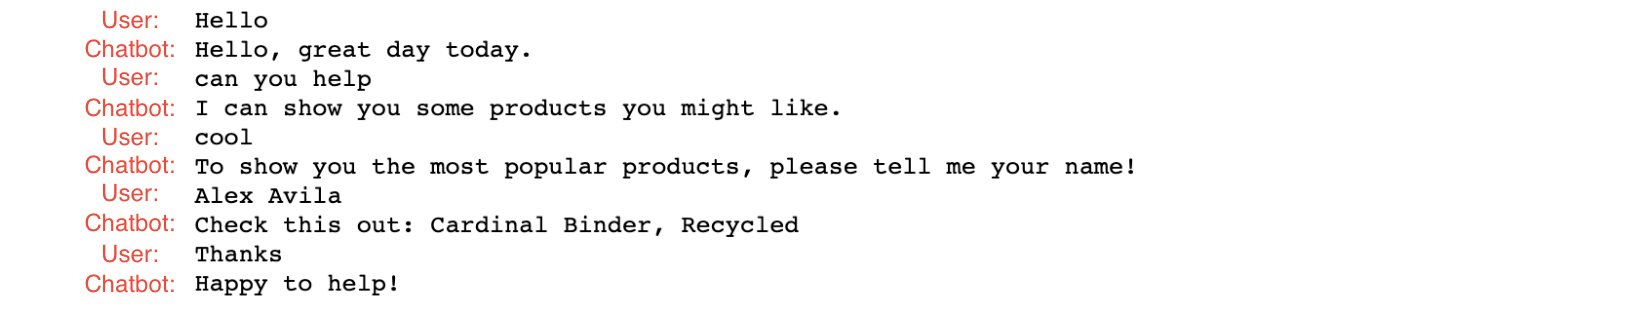 User: Hello
Chatbot: Hello, great day today.
User: can you help
Chatbot: I can show you some products you might like.
User: cool
Chatbot: To show you the most popular products, please tell me your name!
User: Alex Avila
Chatbot: Check this out: Cardinal Binder, Recycled
User: Thanks
Chatbot: Happy to help!